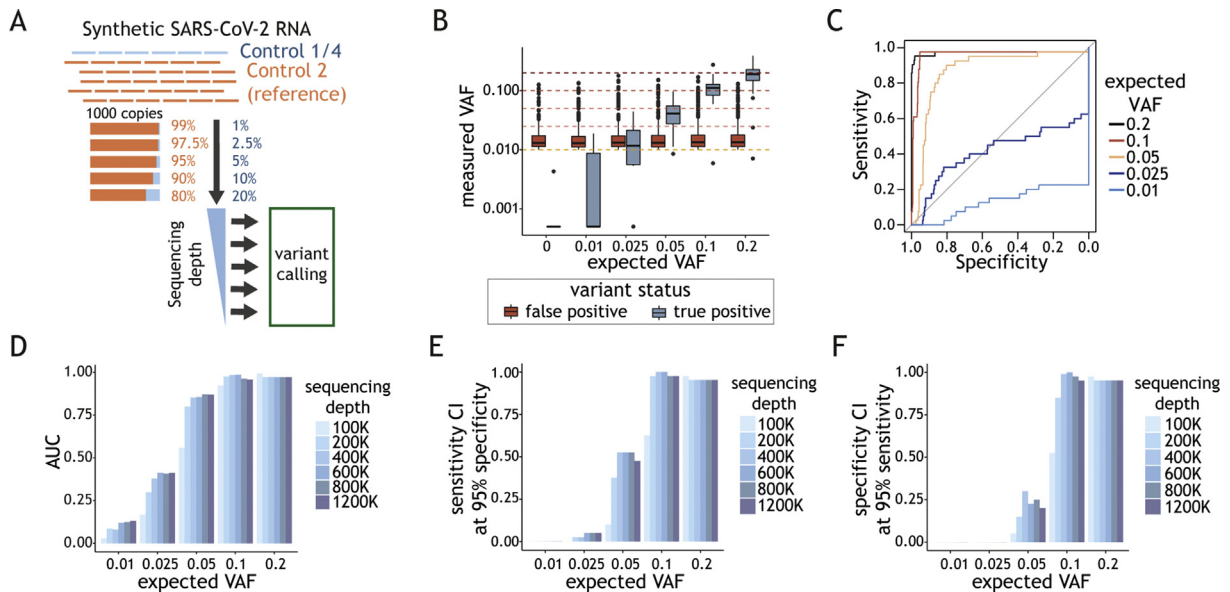 A
Synthetic SARS-CoV-2 RNA
Control 1/4
Control 2
(reference)
1000 copies
99% 1%
97.5% 2.5%
95% 5%
90% 10%
80% 20%
Sequencing
depth
variant
calling
B
measured VAF
0.100
0.010
0.001
0 0.01 0.025 0.05 0.1 0.2
expected VAF
variant status
false positive true positive
C
Sensitivity
1.0
0.8
0.6
0.4
0.2
0.0
1.0 0.8 0.6 0.4 0.2 0.0
Specificity
expected
VAF
0.2
0.1
0.05
0.025
0.01
D
AUC
1.00
0.75
0.50
0.25
0.00
0.01 0.025 0.05 0.1 0.2
expected VAF
sequencing
depth
100K
200K
400K
600K
800K
1200K
E
sensitivity CI
at 95% specificity
1.00
0.75
0.50
0.25
0.00
0.01 0.025 0.05 0.1 0.2
expected VAF
sequencing
depth
100K
200K
400K
600K
800K
1200K
F
specificity CI
at 95% sensitivity
1.00
0.75
0.50
0.25
0.00
0.01 0.025 0.05 0.1 0.2
expected VAF
sequencing
depth
100K
200K
400K
600K
800K
1200K